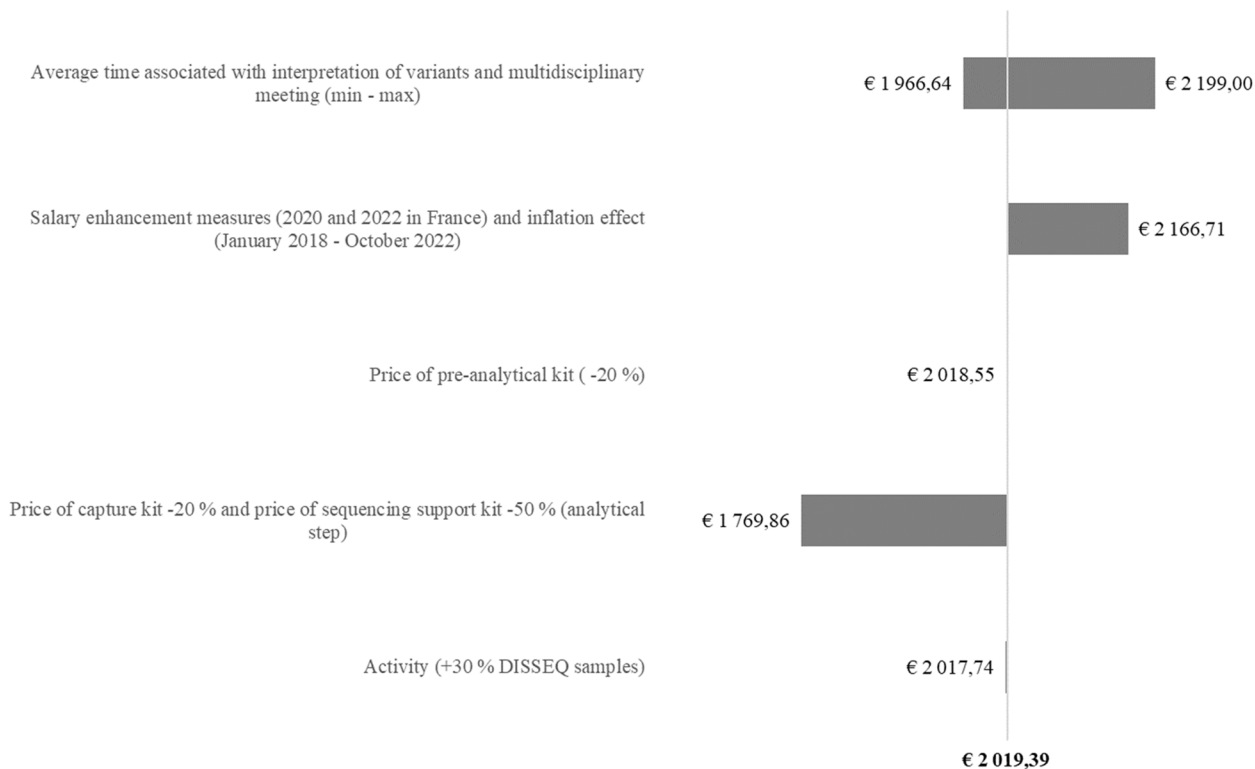 Average time associated with interpretation of variants and multidisciplinary
meeting (min - max)
€ 1 966,64
€ 2 199,00
Salary enhancement measures (2020 and 2022 in France) and inflation effect
(January 2018 - October 2022)
€ 2 166,71
Price of pre-analytical kit ( -20 %)
€ 2 018,55
Price of capture kit -20 % and price of sequencing support kit -50 % (analytical
step)
€ 1 769,86
Activity (+30 % DISSEQ samples)
€ 2 017,74
€ 2 019,39